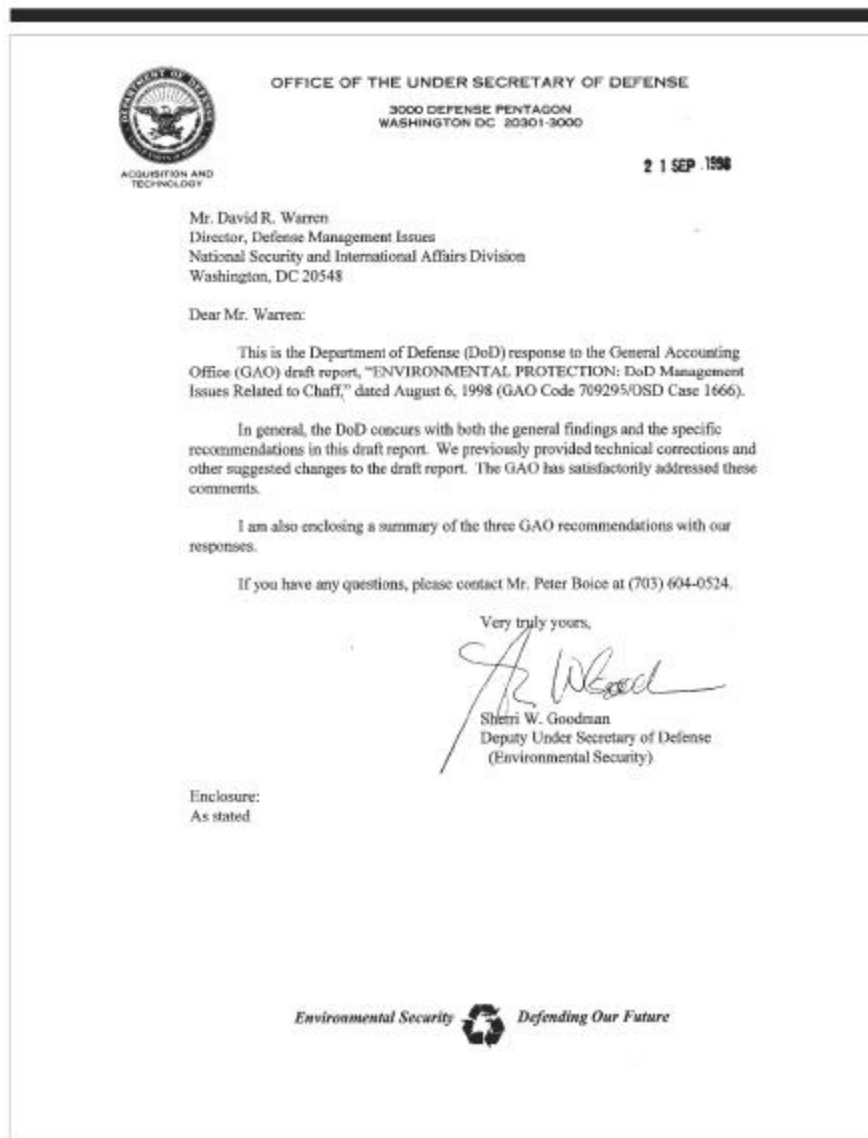 OFFICE OF THE UNDER SECRETARY OF DEFENSE
3000 DEFENSE PENTAGON
WASHINGTON DC 20301-3000
DEPARTMENT OF DEFENSE
UNITED STATES OF AMERICA
ACQUISITION AND
TECHNOLOGY
21 SEP 1998
Mr. David R. Warren
Director, Defense Management Issues
National Security and International Affairs Division
Washington, DC 20548
Dear Mr. Warren:
This is the Department of Defense (DoD) response to the General Accounting
Office (GAO) draft report, “ENVIRONMENTAL PROTECTION: DoD Management
Issues Related to Chaff,” dated August 6, 1998 (GAO Code 709295/OSD Case 1666).
In general, the DoD concurs with both the general findings and the specific
recommendations in this draft report. We previously provided technical corrections and
other suggested changes to the draft report. The GAO has satisfactorily addressed these
comments.
I am also enclosing a summary of the three GAO recommendations with our
responses.
If you have any questions, please contact Mr. Peter Boice at (703) 604-0524.
Very truly yours,
Sherri W. Goodman
Deputy Under Secretary of Defense
(Environmental Security)
Enclosure:
As stated
Environmental Security Defending Our Future